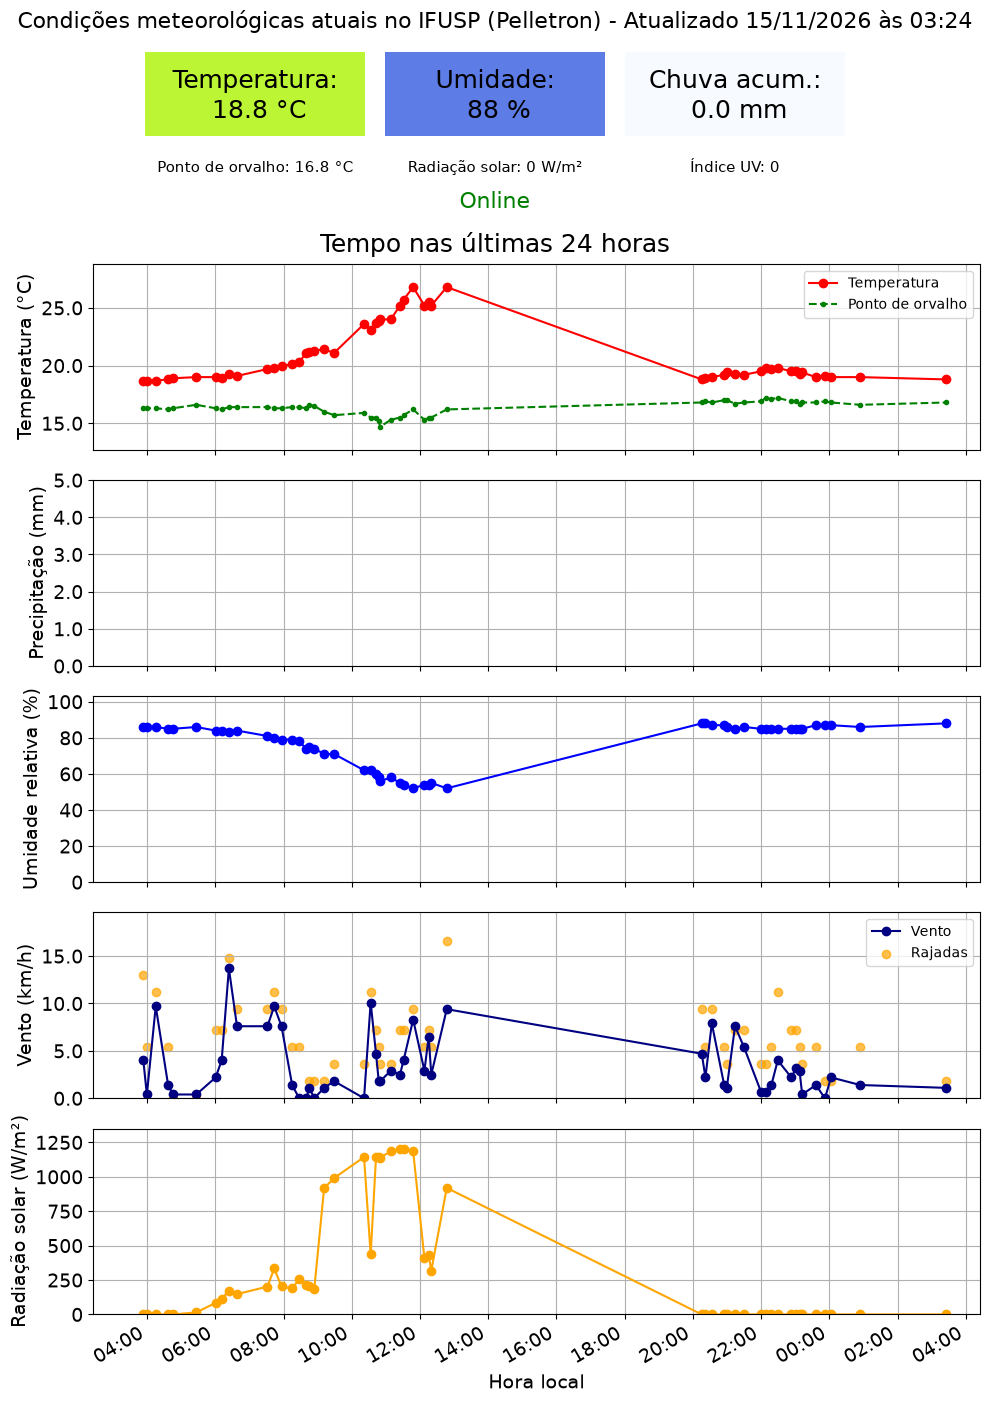 Condições meteorológicas atuais no IFUSP (Pelletron) - Atualizado 15/11/2026 às 03:24
Temperatura:
18.8 °C
Umidade:
88 %
Chuva acum.:
0.0 mm
Ponto de orvalho: 16.8 °C
Radiação solar: 0 W/m²
Índice UV: 0
Online
Tempo nas últimas 24 horas
Temperatura (°C)
25.0
20.0
15.0
Temperatura
Ponto de orvalho
Precipitação (mm)
5.0
4.0
3.0
2.0
1.0
0.0
Umidade relativa (%)
100
80
60
40
20
0
Vento (km/h)
15.0
10.0
5.0
0.0
Vento
Rajadas
Radiação solar (W/m²)
1250
1000
750
500
250
0
04:00
06:00
08:00
10:00
12:00
14:00
16:00
18:00
20:00
22:00
00:00
02:00
04:00
Hora local